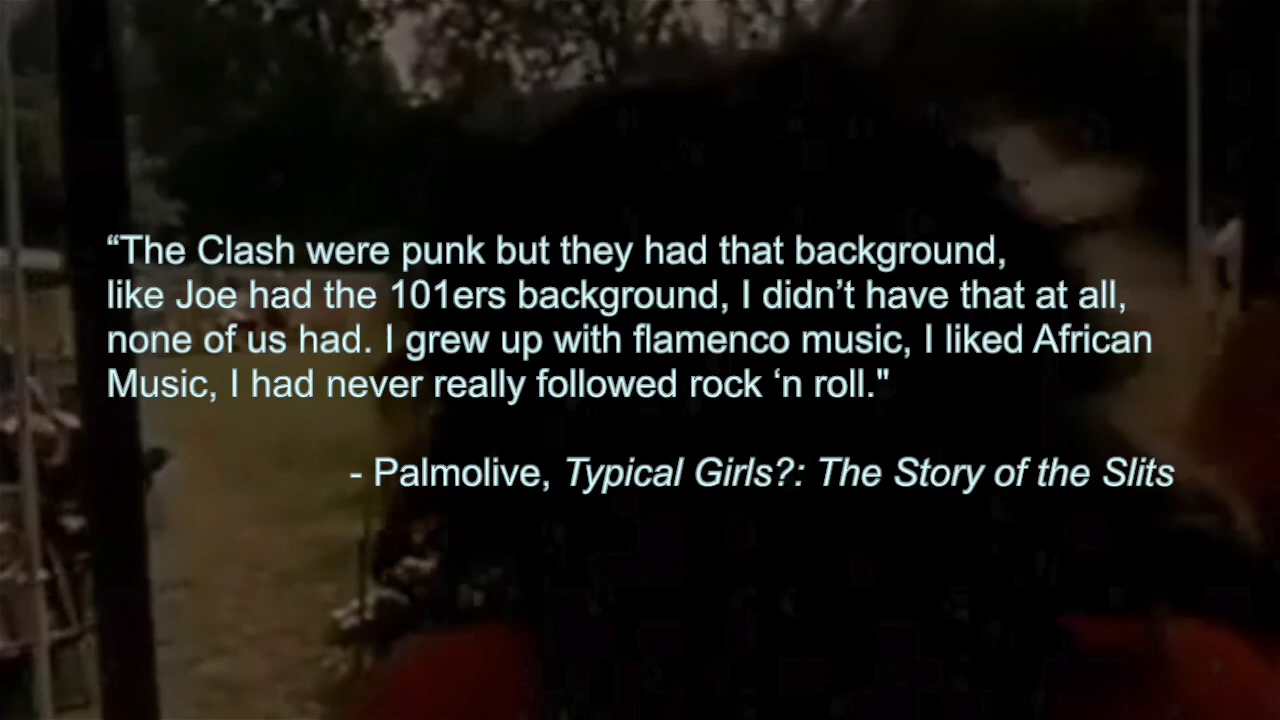 “The Clash were punk but they had that background,
like Joe had the 101ers background, I didn’t have that at all,
none of us had. I grew up with flamenco music, I liked African
Music, I had never really followed rock ‘n roll."
- Palmolive, Typical Girls?: The Story of the Slits